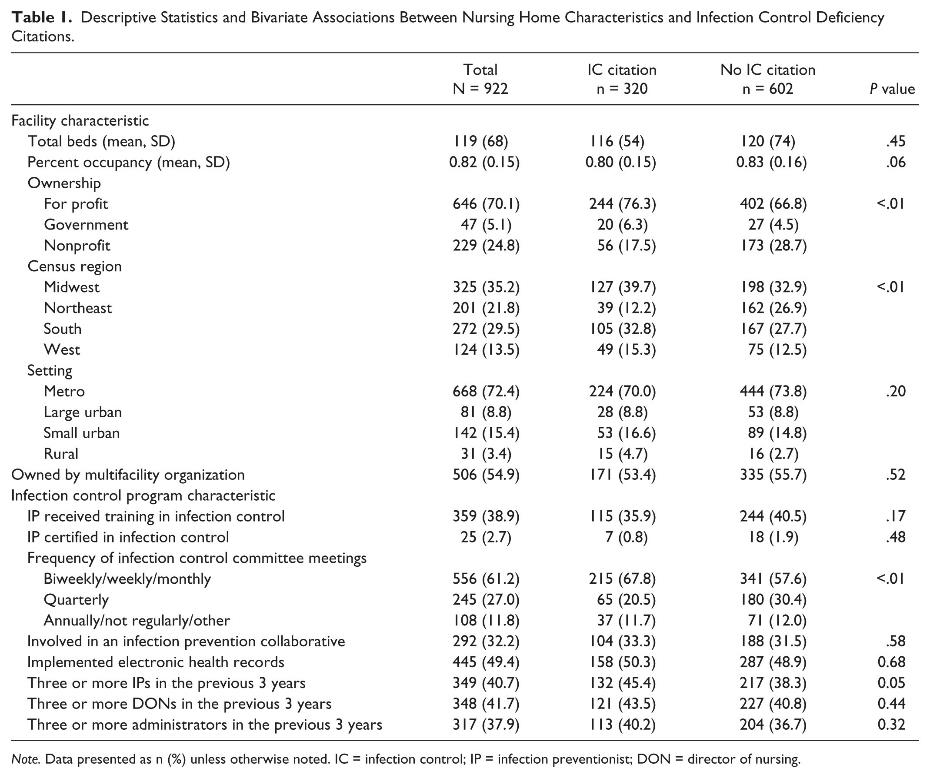 Table 1. Descriptive Statistics and Bivariate Associations Between Nursing Home Characteristics and Infection Control Deficiency
Citations.
Total IC citation No IC citation
N = 922 n = 320 n = 602 P value
Facility characteristic
Total beds (mean, SD) 119 (68) 116 (54) 120 (74) .45
Percent occupancy (mean, SD) 0.82 (0.15) 0.80 (0.15) 0.83 (0.16) .06
Ownership
For profit 646 (70.1) 244 (76.3) 402 (66.8) <.01
Government 47 (5.1) 20 (6.3) 27 (4.5)
Nonprofit 229 (24.8) 56 (17.5) 173 (28.7)
Census region
Midwest 325 (35.2) 127 (39.7) 198 (32.9) <.01
Northeast 201 (21.8) 39 (12.2) 162 (26.9)
South 272 (29.5) 105 (32.8) 167 (27.7)
West 124 (13.5) 49 (15.3) 75 (12.5)
Setting
Metro 668 (72.4) 224 (70.0) 444 (73.8) .20
Large urban 81 (8.8) 28 (8.8) 53 (8.8)
Small urban 142 (15.4) 53 (16.6) 89 (14.8)
Rural 31 (3.4) 15 (4.7) 16 (2.7)
Owned by multifacility organization 506 (54.9) 171 (53.4) 335 (55.7) .52
Infection control program characteristic
IP received training in infection control 359 (38.9) 115 (35.9) 244 (40.5) .17
IP certified in infection control 25 (2.7) 7 (0.8) 18 (1.9) .48
Frequency of infection control committee meetings
Biweekly/weekly/monthly 556 (61.2) 215 (67.8) 341 (57.6) <.01
Quarterly 245 (27.0) 65 (20.5) 180 (30.4)
Annually/not regularly/other 108 (11.8) 37 (11.7) 71 (12.0)
Involved in an infection prevention collaborative 292 (32.2) 104 (33.3) 188 (31.5) .58
Implemented electronic health records 445 (49.4) 158 (50.3) 287 (48.9) 0.68
Three or more IPs in the previous 3 years 349 (40.7) 132 (45.4) 217 (38.3) 0.05
Three or more DONs in the previous 3 years 348 (41.7) 121 (43.5) 227 (40.8) 0.44
Three or more administrators in the previous 3 years 317 (37.9) 113 (40.2) 204 (36.7) 0.32
Note. Data presented as n (%) unless otherwise noted. IC = infection control; IP = infection preventionist; DON = director of nursing.